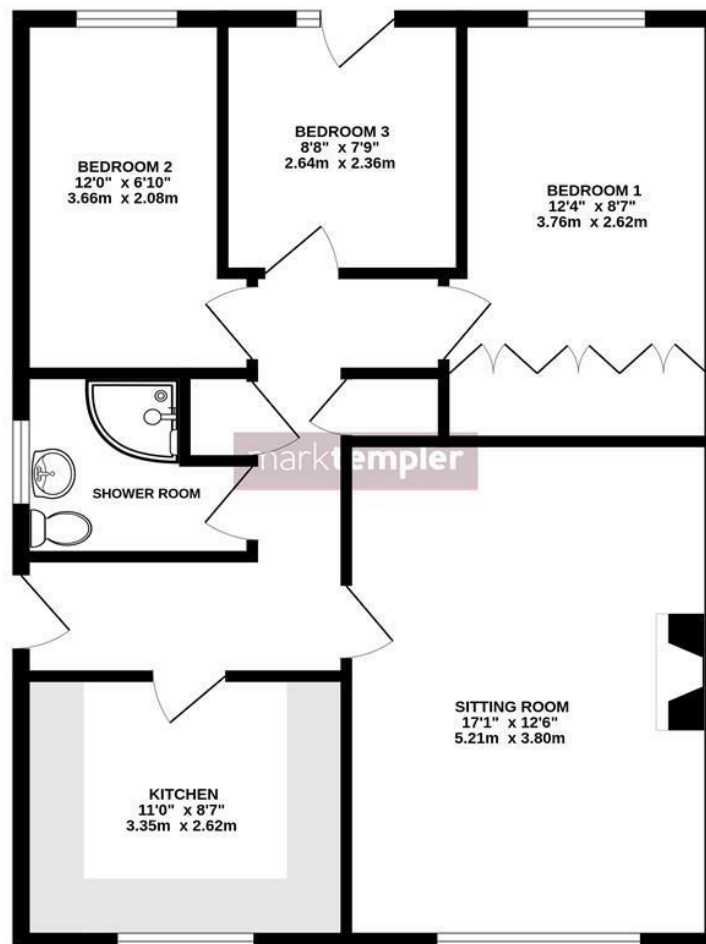 BEDROOM 2
12'0" x 6'10"
3.66m x 2.08m
BEDROOM 3
8'8" x 7'9"
2.64m x 2.36m
BEDROOM 1
12'4" x 8'7"
3.76m x 2.62m
marktempler
SHOWER ROOM
SITTING ROOM
17'1" x 12'6"
5.21m x 3.80m
KITCHEN
11'0" x 8'7"
3.35m x 2.62m